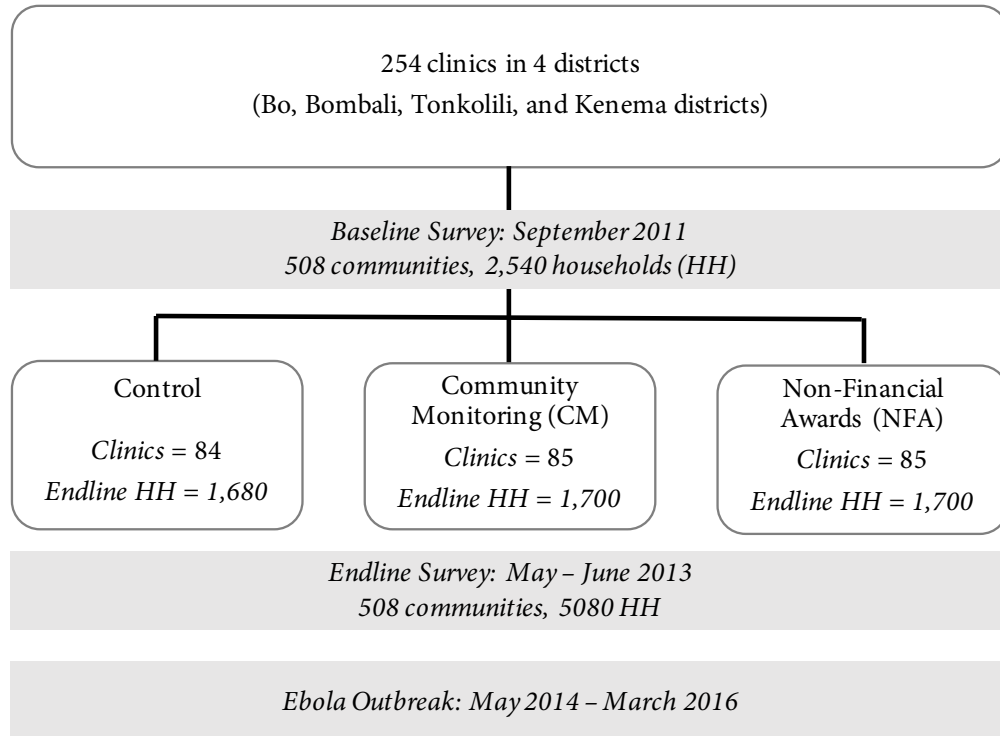 254 clinics in 4 districts
(Bo, Bombali, Tonkolili, and Kenema districts)
Baseline Survey: September 2011
508 communities, 2,540 households (HH)
Control
Clinics = 84
Endline HH = 1,680
Community
Monitoring (CM)
Clinics = 85
Endline HH = 1,700
Non-Financial
Awards (NFA)
Clinics = 85
Endline HH = 1,700
Endline Survey: May – June 2013
508 communities, 5080 HH
Ebola Outbreak: May 2014 – March 2016